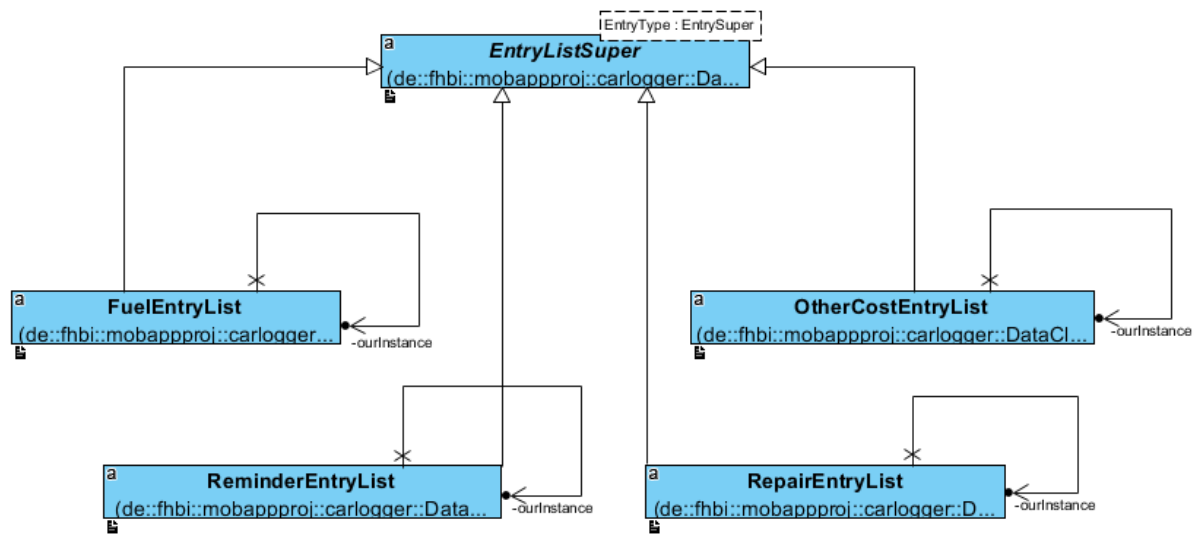 EntryType : EntrySuper
a
EntryListSuper
(de::fhbi::mobappproj::carlogger::Da...
a
FuelEntryList
(de::fhbi::mobappproj::carlogger...
-ourInstance
a
OtherCostEntryList
(de::fhbi::mobappproj::carlogger::DataCl...
-ourInstance
a
ReminderEntryList
(de::fhbi::mobappproj::carlogger::Data...
-ourInstance
a
RepairEntryList
(de::fhbi::mobappproj::carlogger::D...
-ourInstance